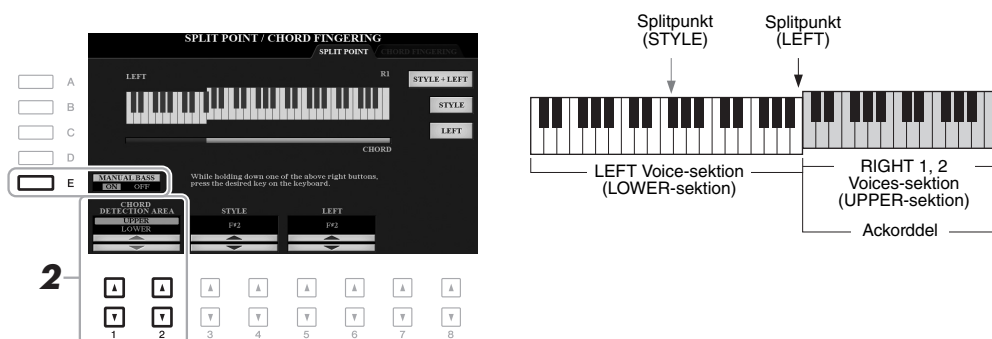 SPLIT POINT / CHORD FINGERING
SPLIT POINT
CHORD FINGERING
LEFT
R1
STYLE + LEFT
STYLE
LEFT
CHORD
A
B
C
D
E
MANUAL BASS
ON OFF
While holding down one of the above right buttons,
press the desired key on the keyboard.
CHORD
DETECTION AREA
UPPER
LOWER
STYLE
F#2
LEFT
F#2
2
1 2 3 4 5 6 7 8
Splitpunkt
(STYLE)
Splitpunkt
(LEFT)
LEFT Voice-sektion
(LOWER-sektion)
RIGHT 1, 2
Voices-sektion
(UPPER-sektion)
Ackorddel